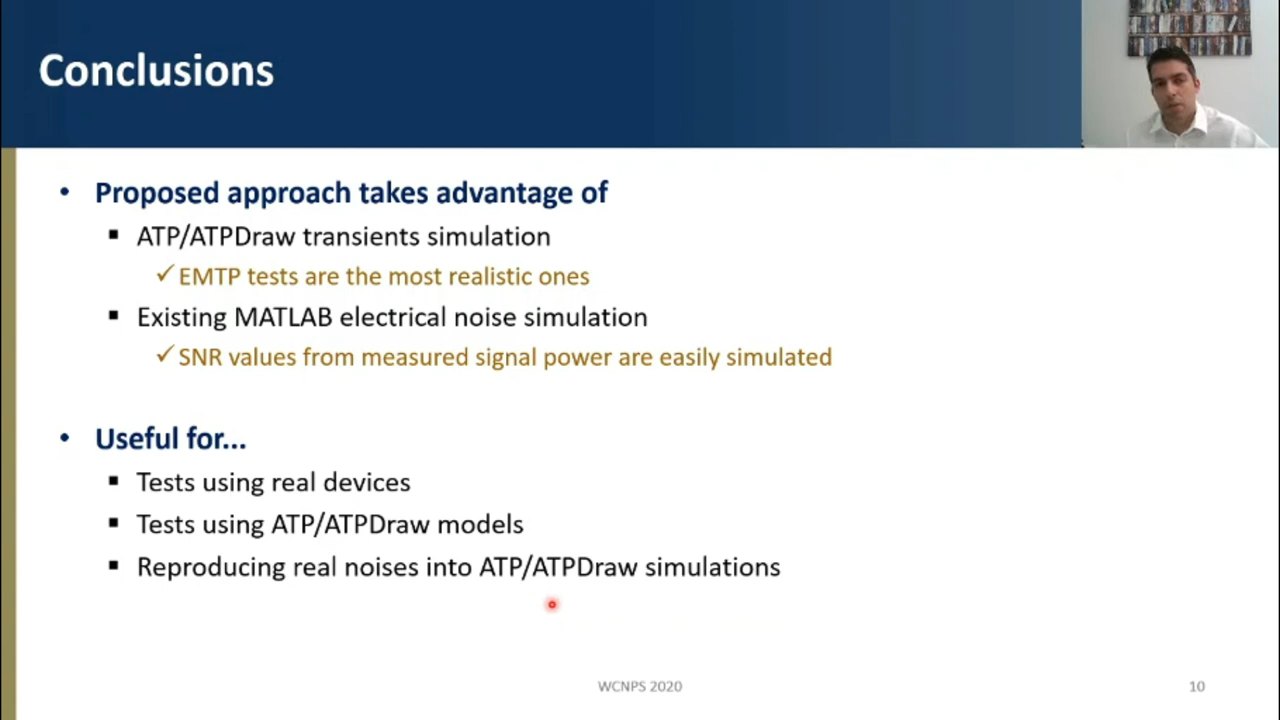 Conclusions
• Proposed approach takes advantage of
▪ ATP/ATPDraw transients simulation
✓ EMTP tests are the most realistic ones
▪ Existing MATLAB electrical noise simulation
✓ SNR values from measured signal power are easily simulated
• Useful for...
▪ Tests using real devices
▪ Tests using ATP/ATPDraw models
▪ Reproducing real noises into ATP/ATPDraw simulations
WCNPS 2020
10